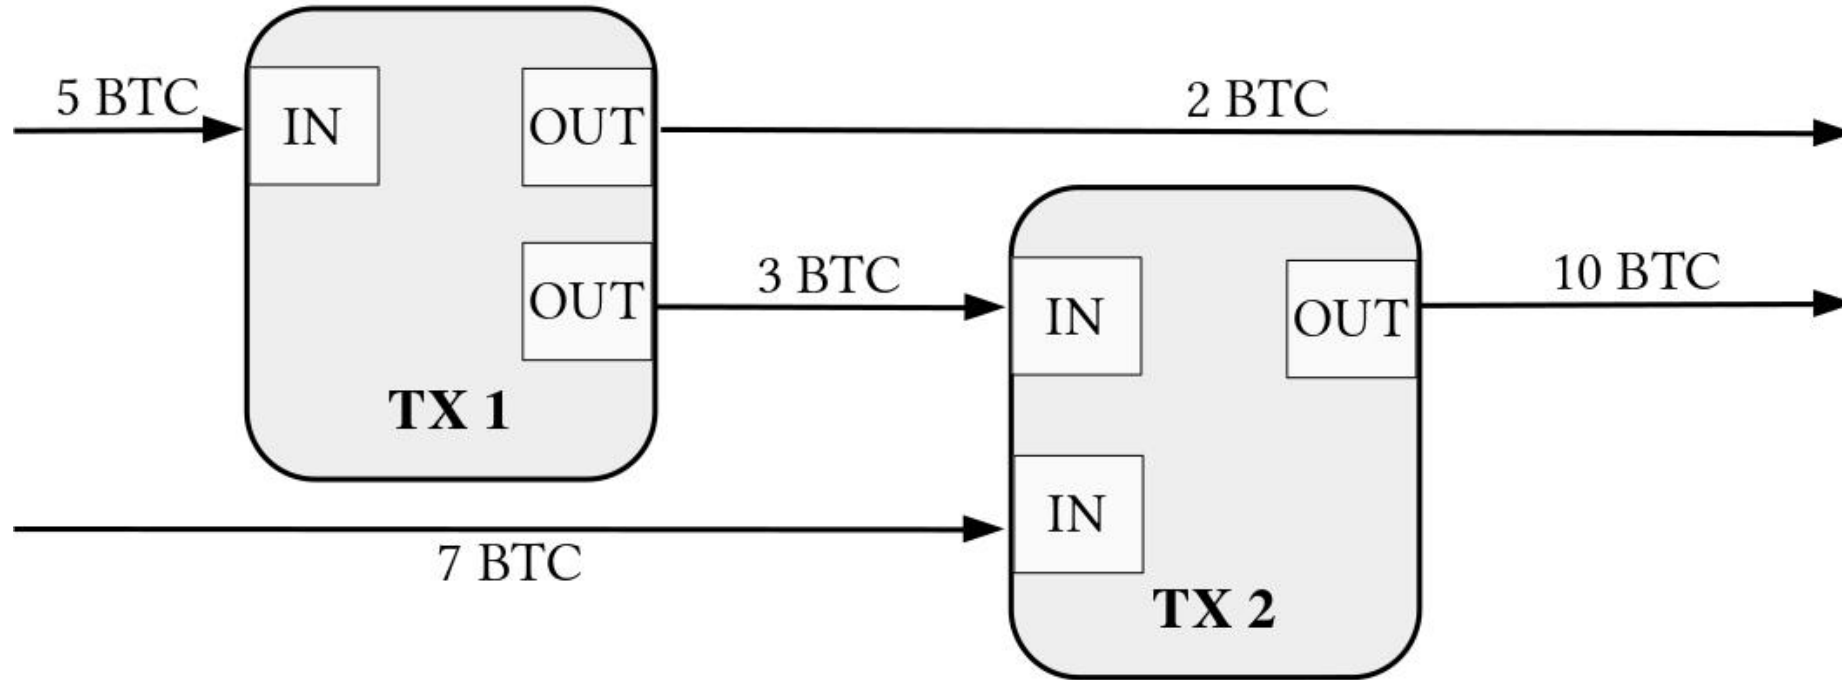 5 BTC
IN
OUT
2 BTC
OUT
3 BTC
TX 1
7 BTC
IN
OUT
10 BTC
IN
TX 2